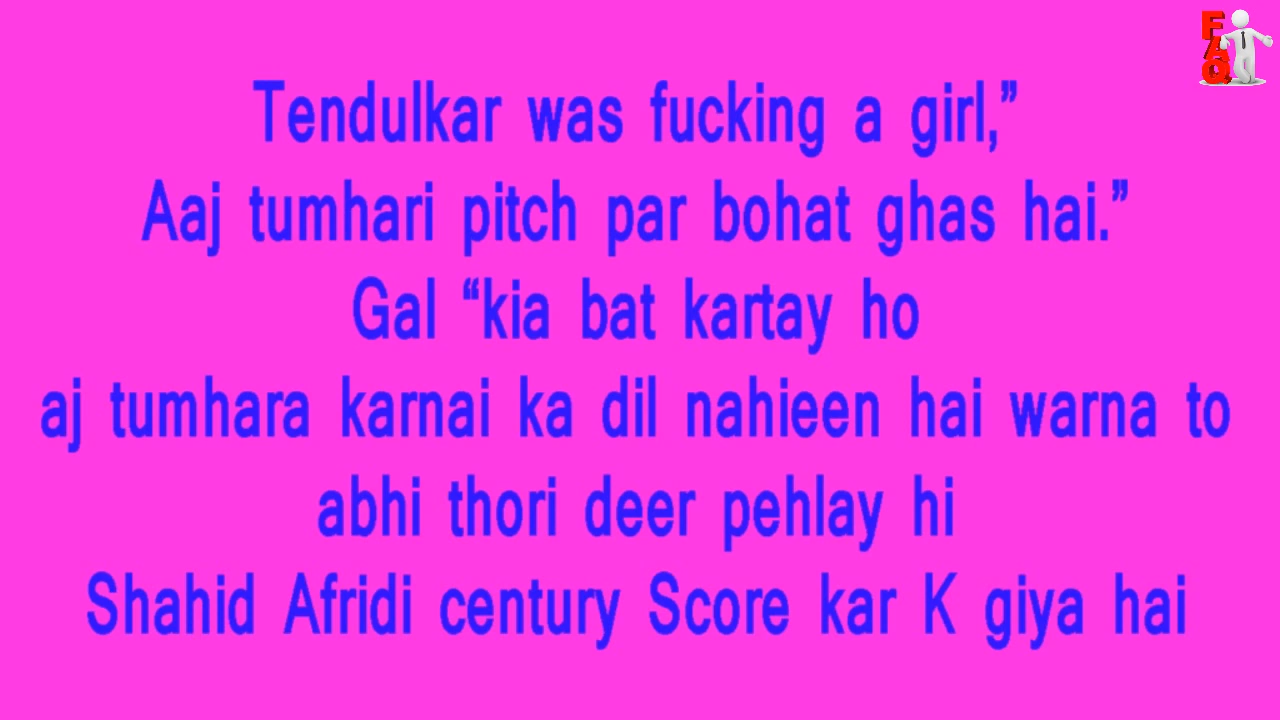 FAQ
Tendulkar was fucking a girl,”
Aaj tumhari pitch par bohat ghas hai.”
Gal “kia bat kartay ho
aj tumhara karnai ka dil nahieen hai warna to
abhi thori deer pehlay hi
Shahid Afridi century Score kar K giya hai